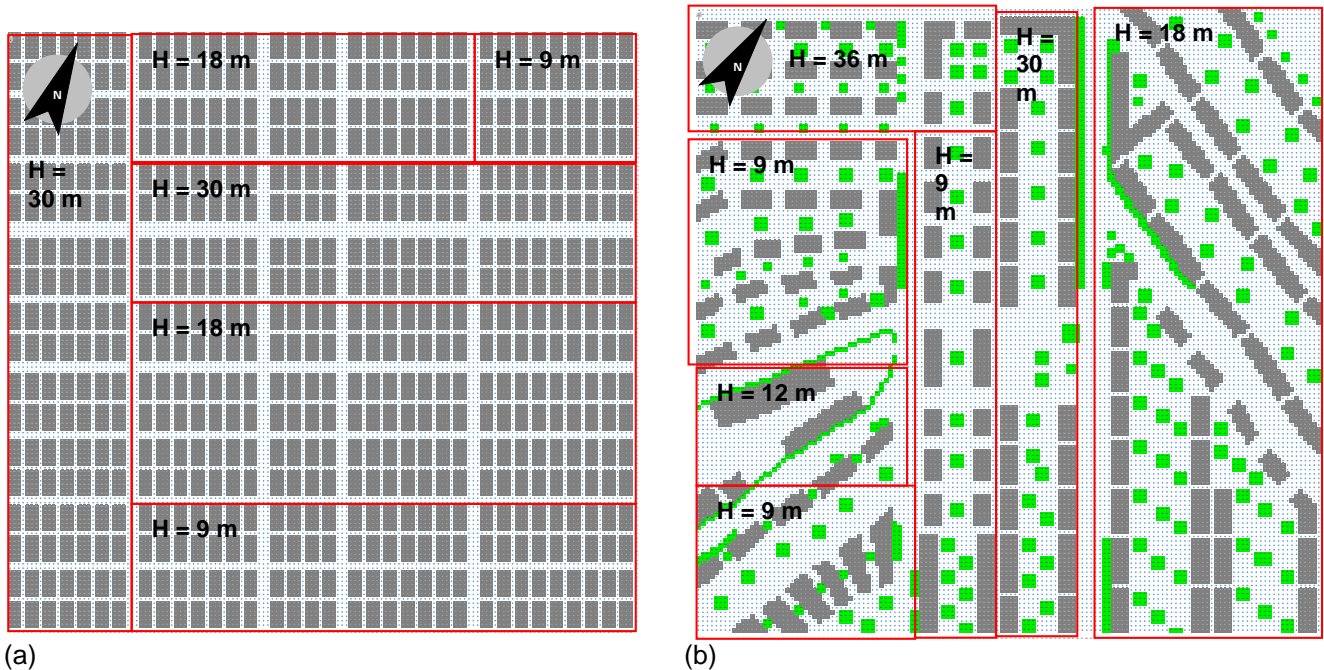 H = 18 m
H = 9 m
N
H =
30 m
H = 30 m
H = 18 m
H = 9 m
(a)
H = 36 m
N
H =
30
m
H = 18 m
H = 9 m
H =
9
m
H = 12 m
H = 9 m
(b)